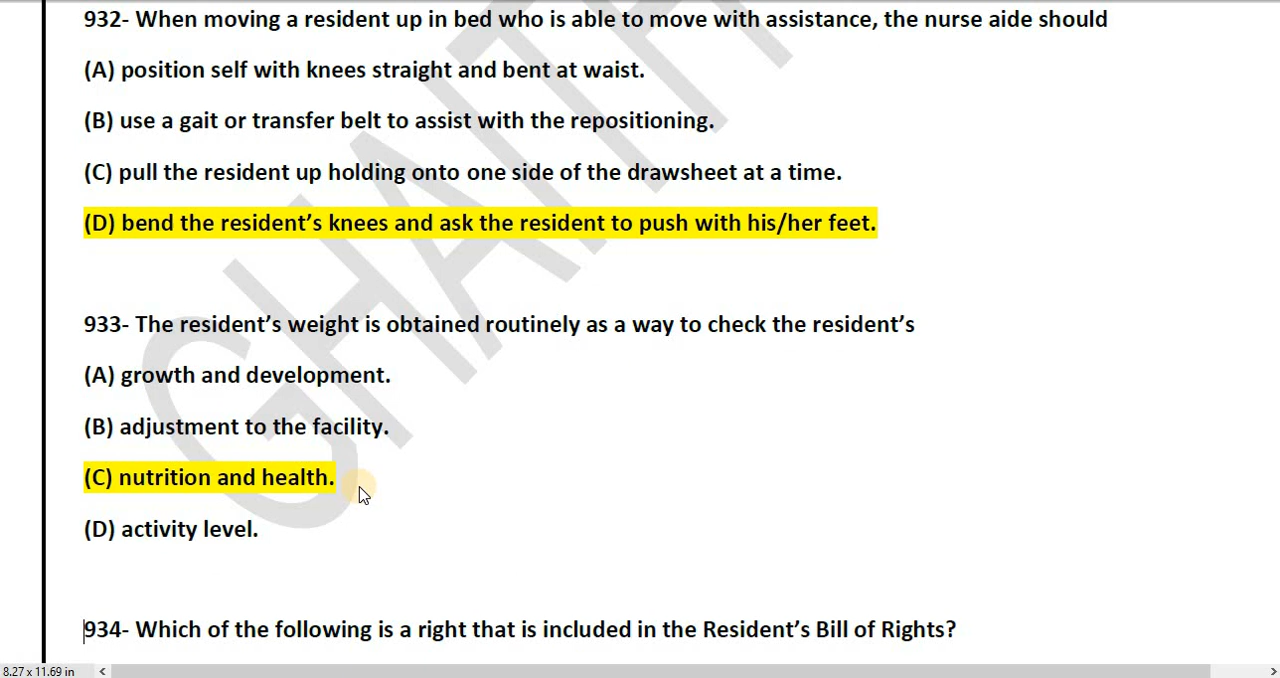 932- When moving a resident up in bed who is able to move with assistance, the nurse aide should
(A) position self with knees straight and bent at waist.
(B) use a gait or transfer belt to assist with the repositioning.
(C) pull the resident up holding onto one side of the drawsheet at a time.
(D) bend the resident’s knees and ask the resident to push with his/her feet.
933- The resident’s weight is obtained routinely as a way to check the resident’s
(A) growth and development.
(B) adjustment to the facility.
(C) nutrition and health.
(D) activity level.
934- Which of the following is a right that is included in the Resident’s Bill of Rights?
8.27 x 11.69 in
GHAITH